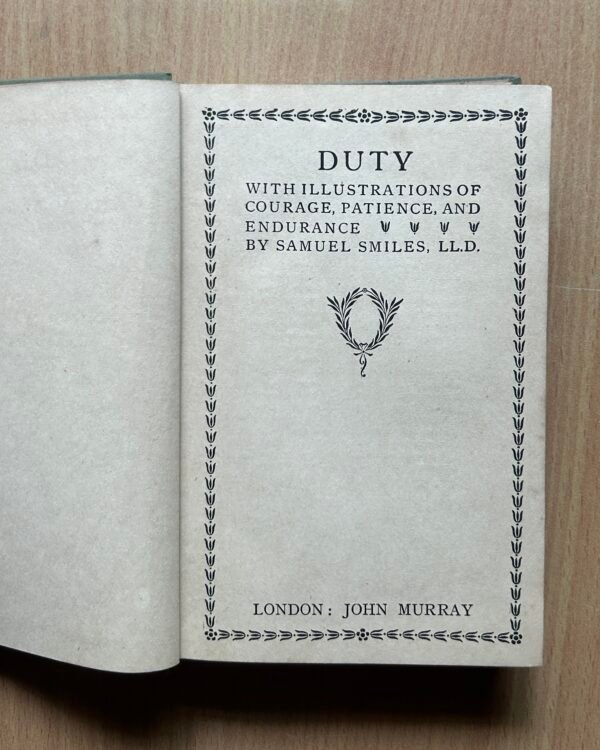 DUTY
WITH ILLUSTRATIONS OF
COURAGE, PATIENCE, AND
ENDURANCE
BY SAMUEL SMILES, LL.D.
LONDON: JOHN MURRAY